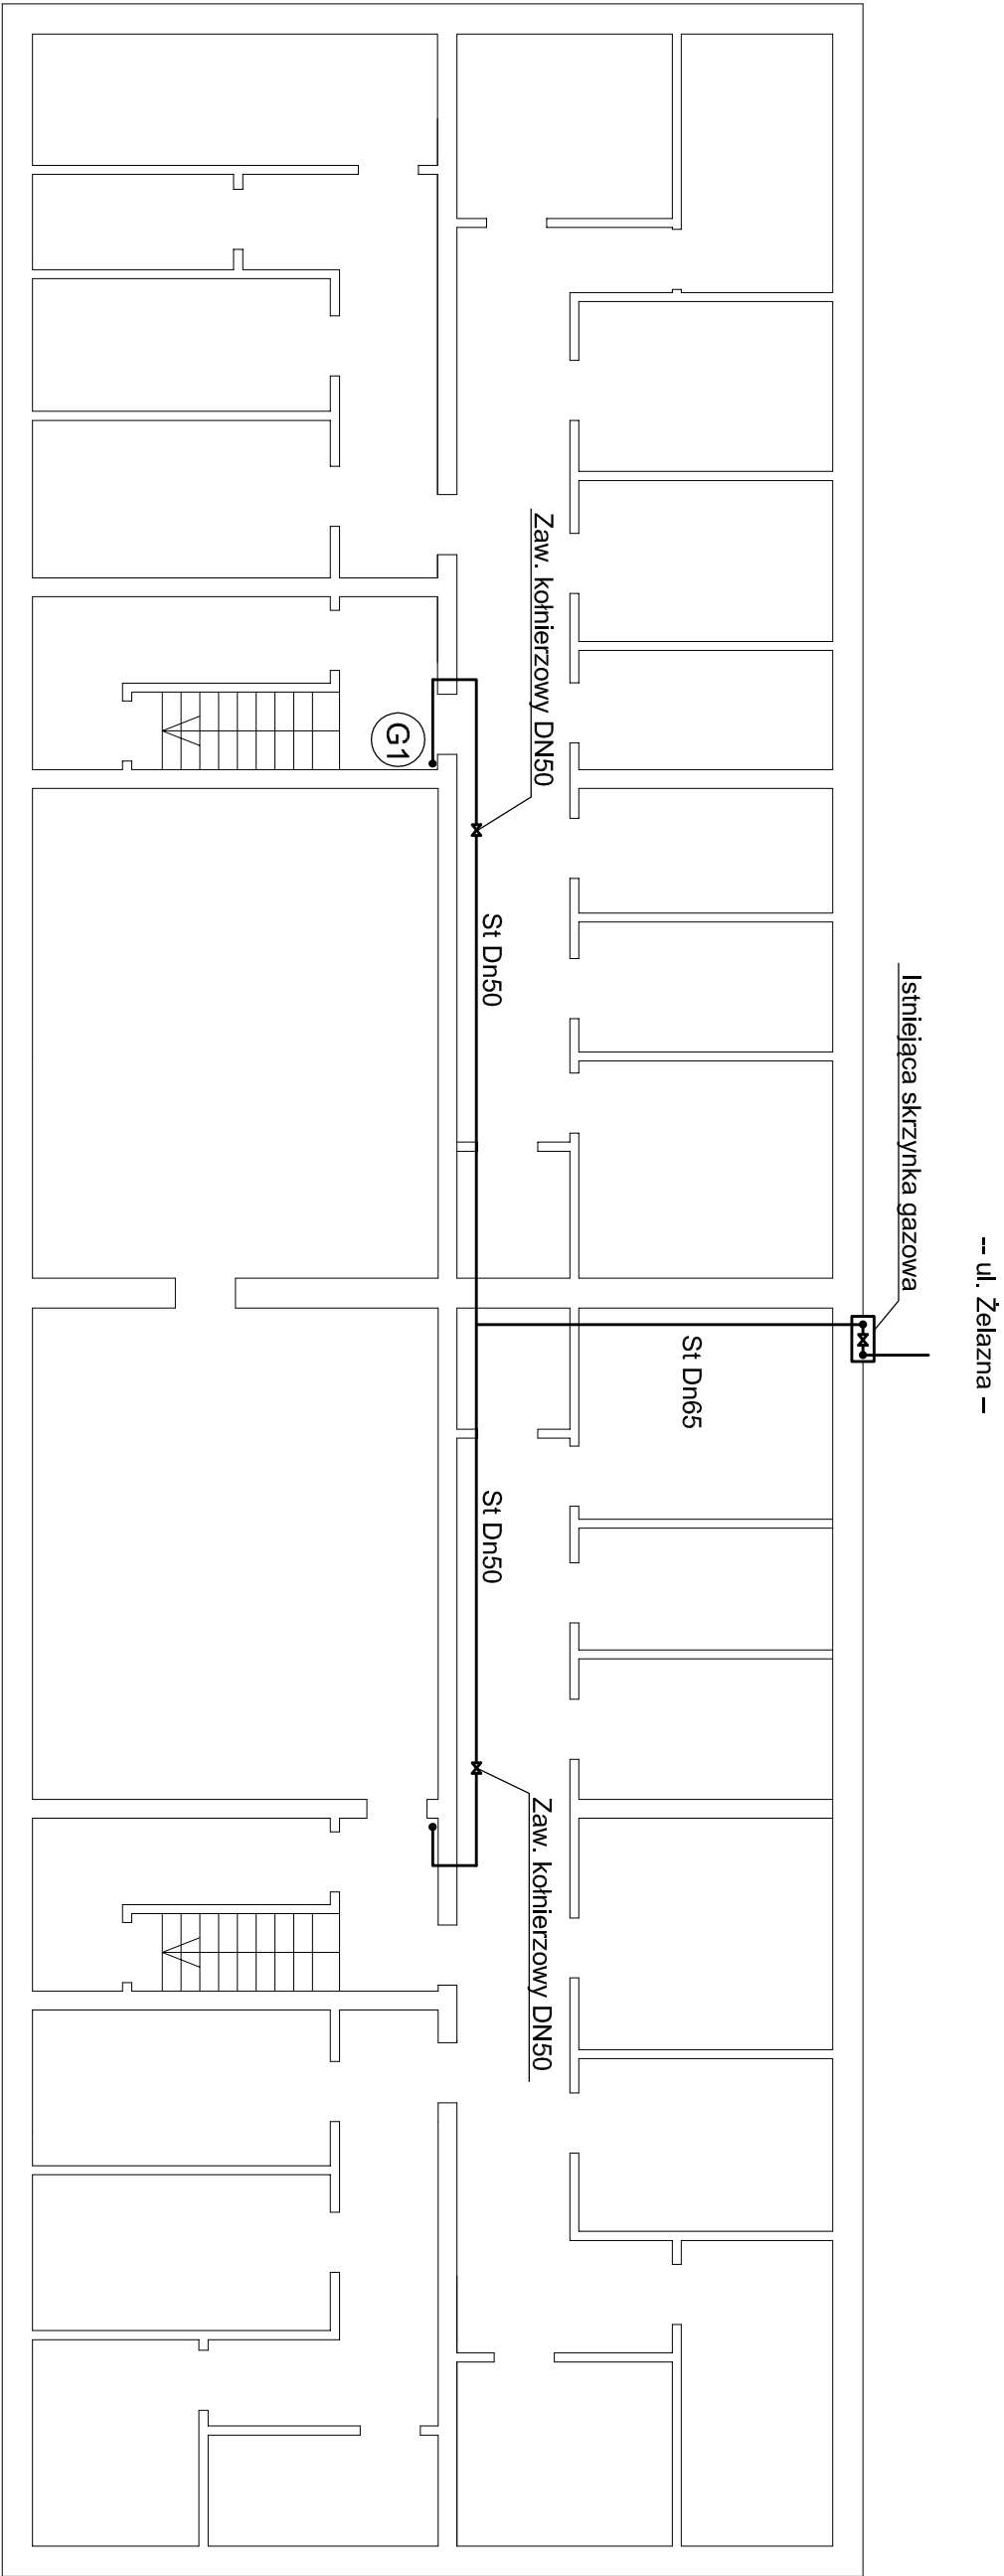 -- ul. Żelazna –
Istniejąca skrzynka gazowa
St Dn65
Zaw. kołnierzowy DN50
Zaw. kołnierzowy DN50
St Dn50
St Dn50
G1